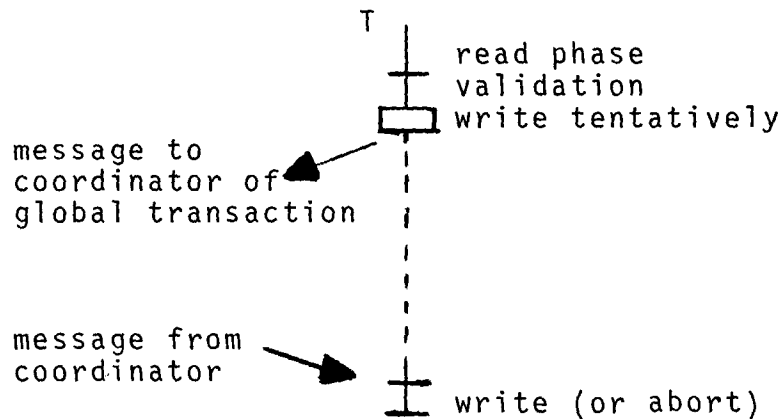 T
read phase
validation
write tentatively
message to
coordinator of
global transaction
message from
coordinator
write (or abort)